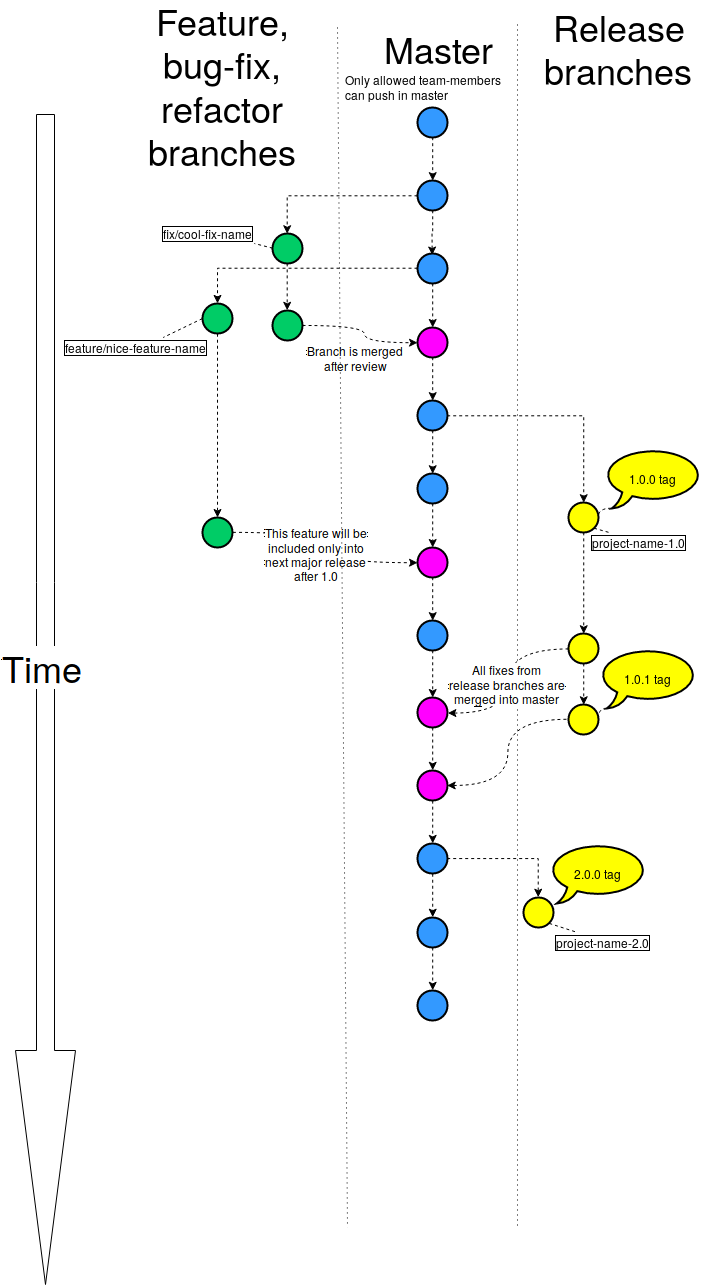 Feature,
bug-fix,
refactor
branches
Master
Only allowed team-members
can push in master
Release
branches
fix/cool-fix-name
feature/nice-feature-name
Branch is merged
after review
1.0.0 tag
project-name-1.0
This feature will be
included only into
next major release
after 1.0
Time
All fixes from
release branches are
merged into master
1.0.1 tag
2.0.0 tag
project-name-2.0